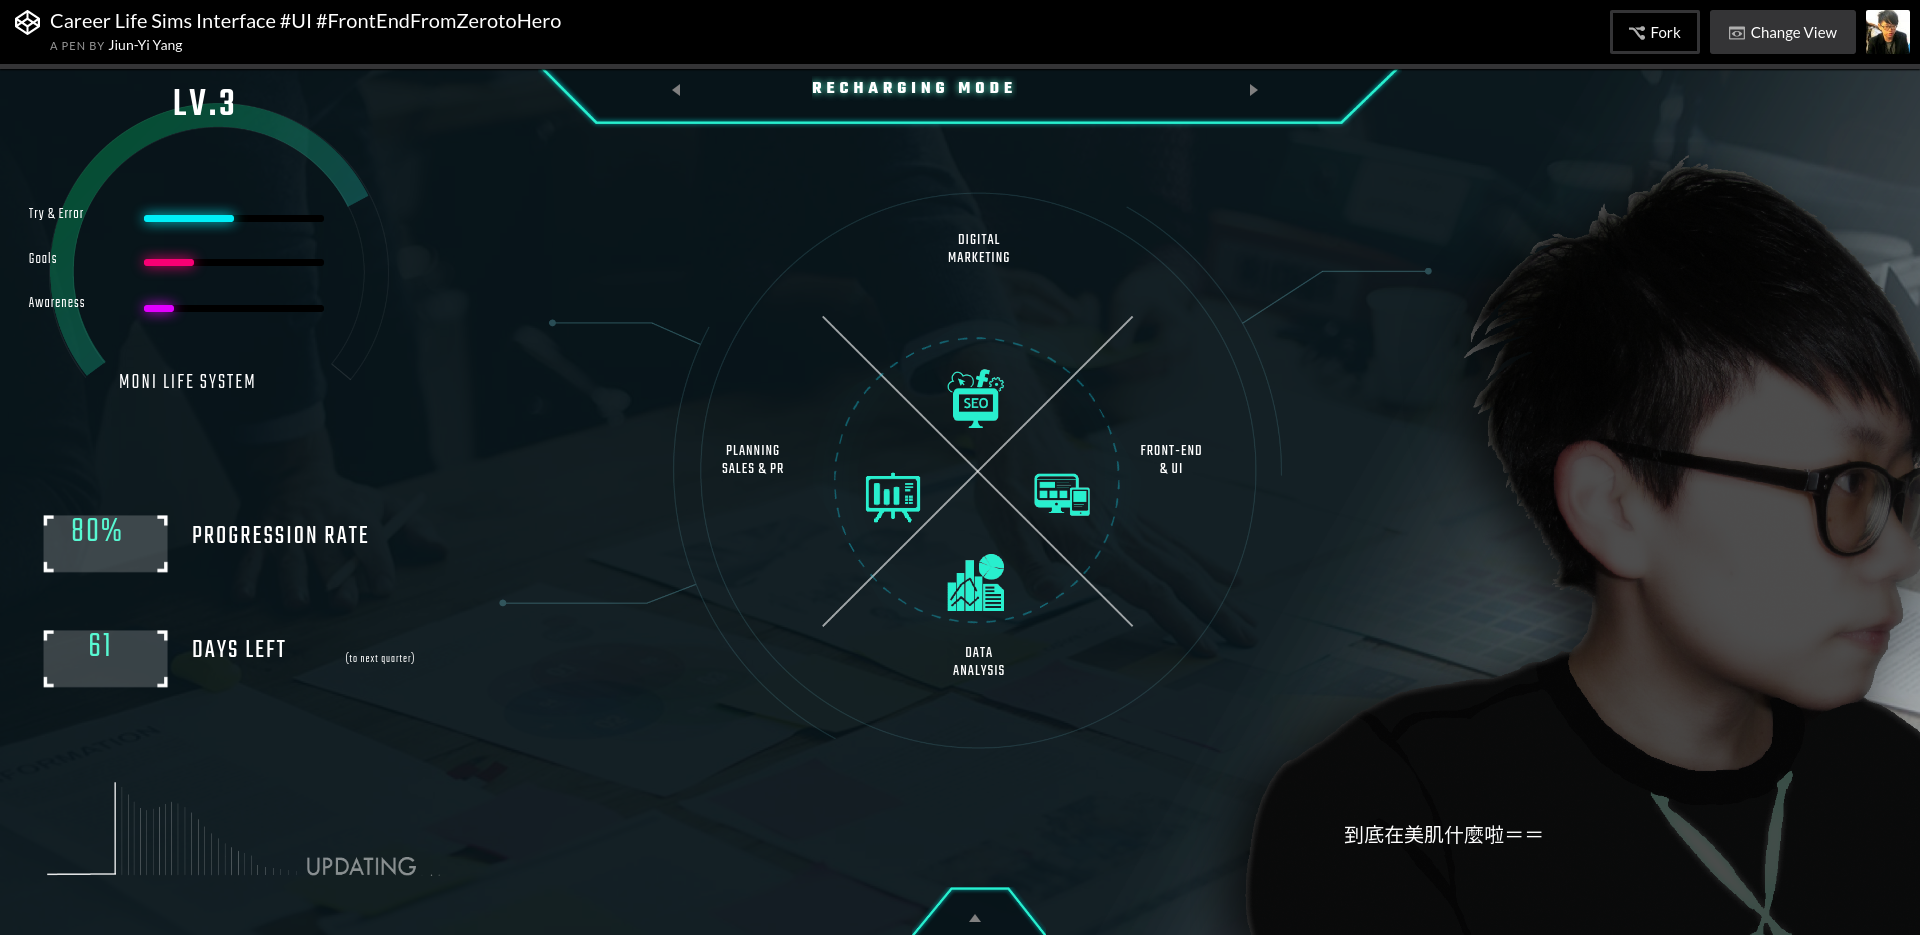 Career Life Sims Interface #UI #FrontEndFromZerotoHero
A PEN BY Jiun-Yi Yang
Fork
Change View
LV.3
RECHARGING MODE
Try & Error
Goals
Awareness
MONI LIFE SYSTEM
DIGITAL
MARKETING
SEO
PLANNING
SALES & PR
FRONT-END
& UI
DATA
ANALYSIS
80%
PROGRESSION RATE
61
DAYS LEFT
(to next quarter)
FORMATION
UPDATING . .
到底在美肌什麼啦==